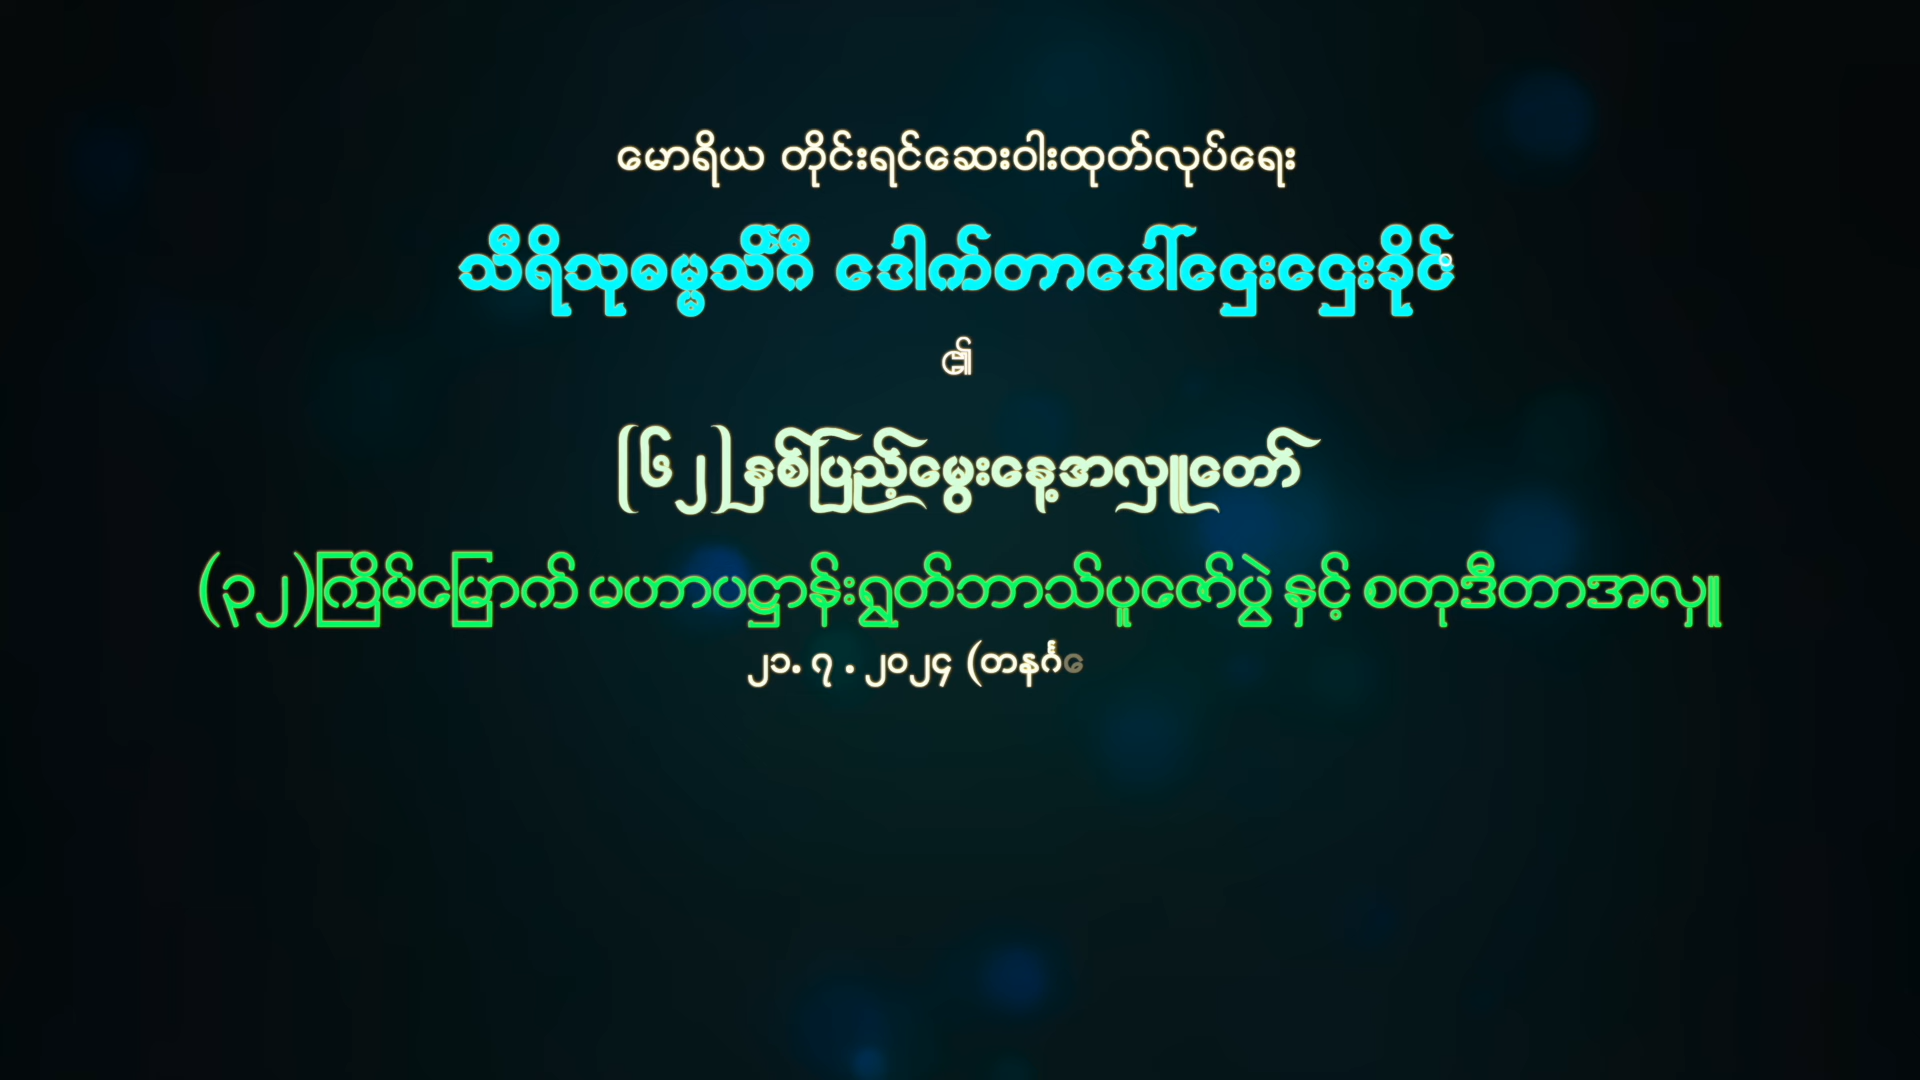 မောရိယ တိုင်းရင်းဆေးဝါးထုတ်လုပ်ရေး
သီရိသုဓမ္မသိင်္ဂီ ဒေါက်တာဒေါ်ဌေးဌေးခိုင်
၏
(၆၂)နှစ်ပြည့်မွေးနေ့အလှူတော်
(၃၂)ကြိမ်မြောက် မဟာပဋ္ဌာန်းရွတ်ဘာသ်ပူဇော်ပွဲ နှင့် စတုဒီတာအလှူ
၂၁. ၇ . ၂၀၂၄ (တနင်္ဂ